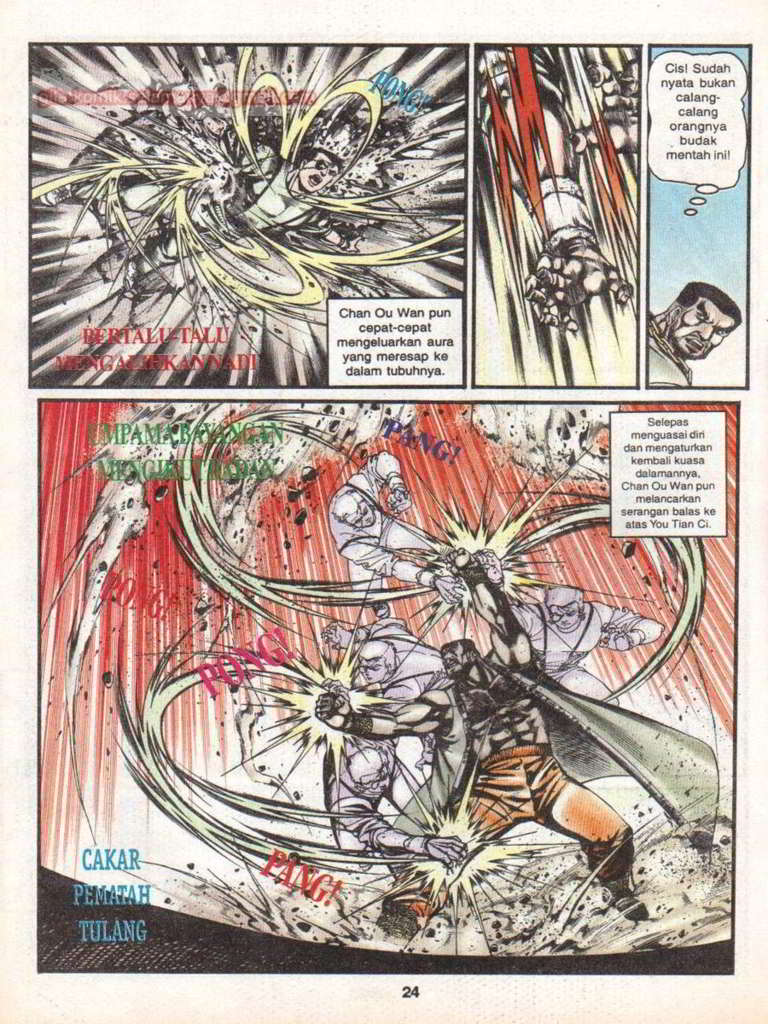 PONG!
BERTALU-TALU
MENGALIHKAN NADI
Chan Ou Wan pun
cepat-cepat
mengeluarkan aura
yang meresap ke
dalam tubuhnya.
Cis! Sudah
nyata bukan
calang-
calang
orangnya
budak
mentah ini!
UMPAMA BAYANGAN
MENGIKUT BADAN
PANG!
Selepas
menguasai diri
dan mengaturkan
kembali kuasa
dalamannya,
Chan Ou Wan pun
melancarkan
serangan balas ke
atas You Tian Ci.
PONG!
PONG!
PANG!
CAKAR
PEMATAH
TULANG
24